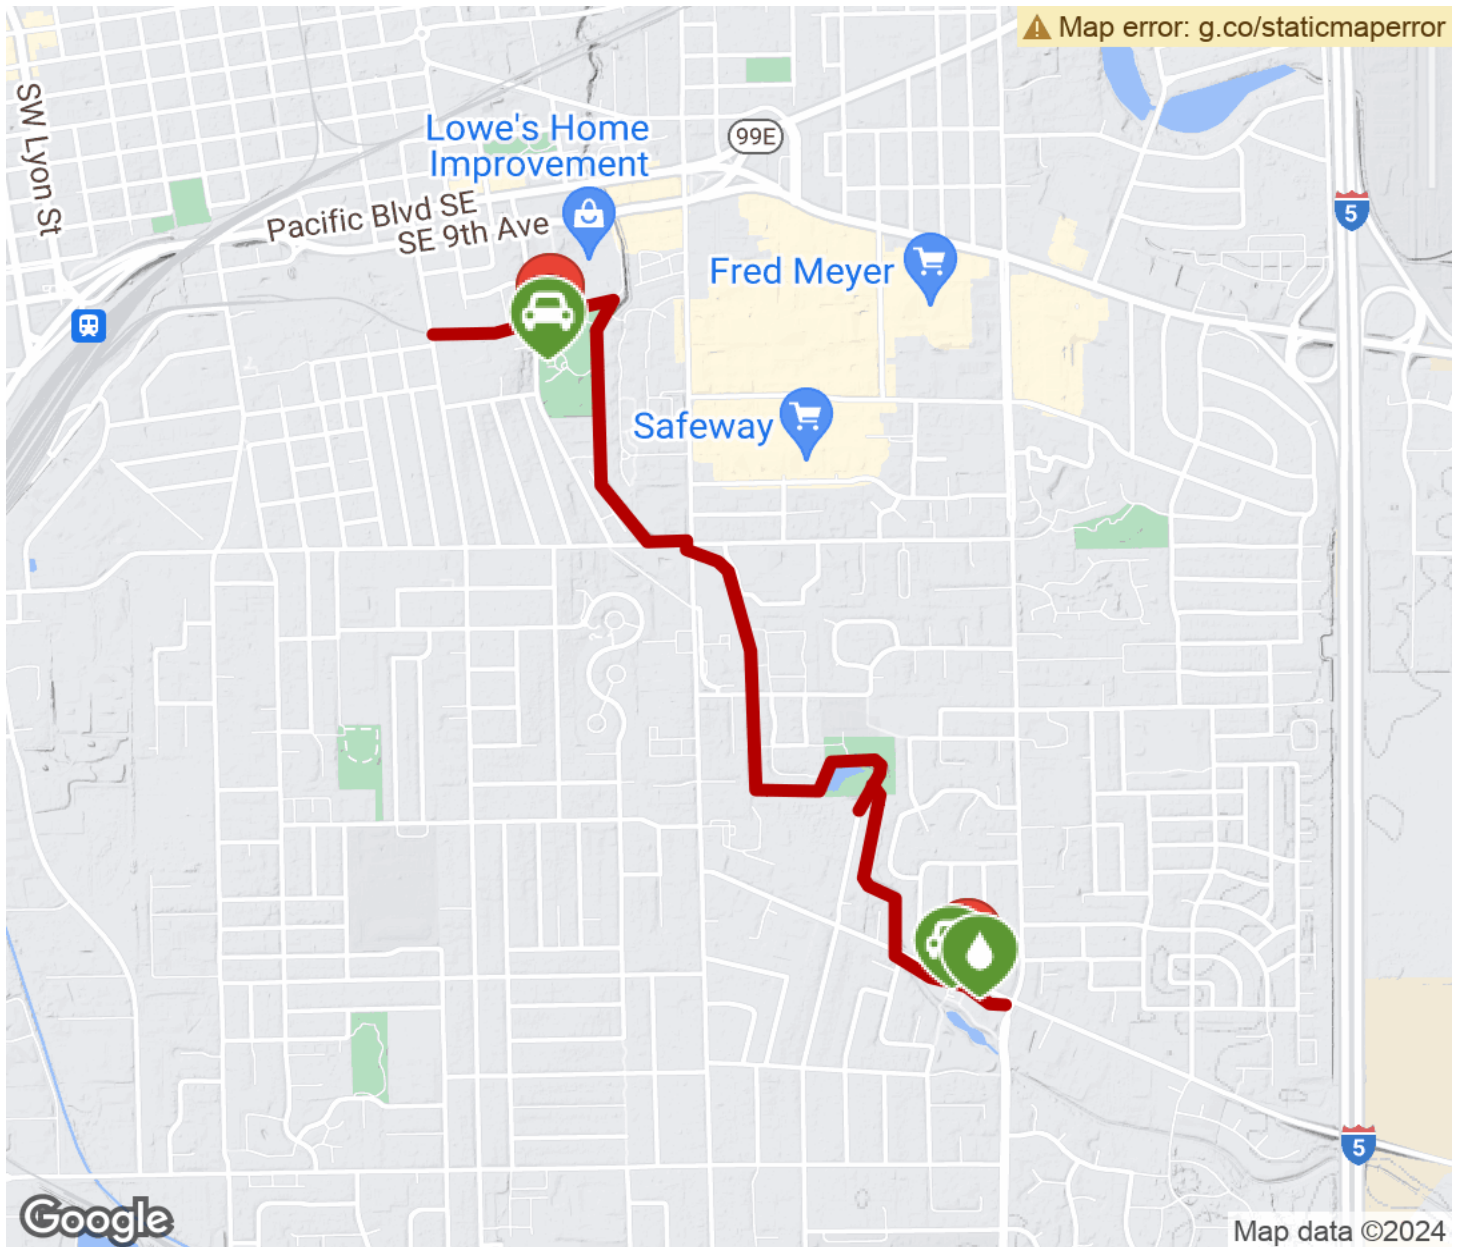 Map error: g.co/staticmaperror
SW Lyon St
Lowe's Home
Improvement
99E
Pacific Blvd SE
SE 9th Ave
5
Fred Meyer
Safeway
5
Google
Map data ©2024